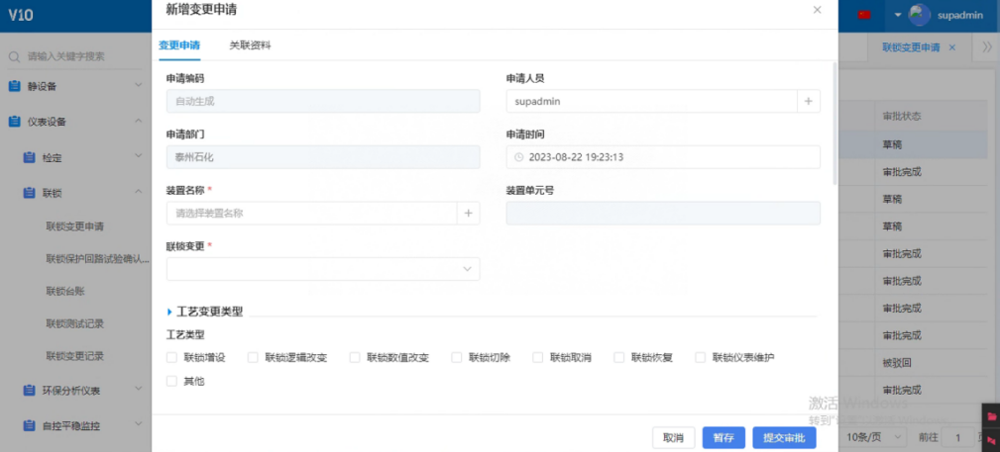 V10
新增变更申请
supadmin
请输入关键字搜索
变更申请
关联资料
联锁变更申请
静设备
申请编码
申请人员
自动生成
supadmin
审批状态
仪表设备
申请部门
申请时间
草稿
检定
泰州石化
2023-08-22 19:23:13
审批完成
联锁
装置名称 *
装置单元号
草稿
请选择装置名称
联锁变更申请
草稿
联锁变更 *
审批完成
联锁保护回路试验确认...
审批完成
联锁台账
工艺变更类型
审批完成
联锁测试记录
工艺类型
审批完成
联锁变更记录
联锁增设
联锁逻辑改变
联锁数值改变
联锁切除
联锁取消
联锁恢复
联锁仪表维护
被驳回
其他
环保分析仪表
审批完成
激活 Windows
转到"
自控平稳监控
取消
暂存
提交审批
10条/页
前往
1
页